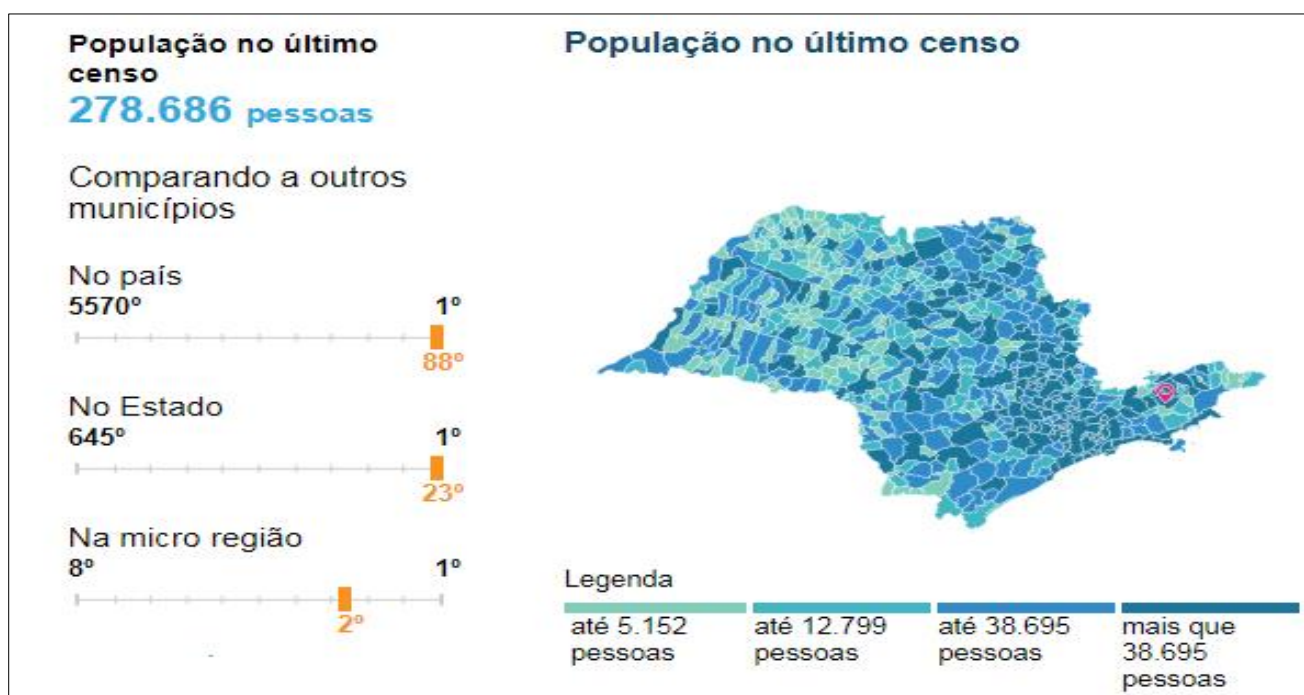 População no último
censo
278.686 pessoas
Comparando a outros
municípios
No país
5570º 1º
88º
No Estado
645º 1º
23º
Na micro região
8º 1º
2º
População no último censo
Legenda
até 5.152
pessoas
até 12.799
pessoas
até 38.695
pessoas
mais que
38.695
pessoas